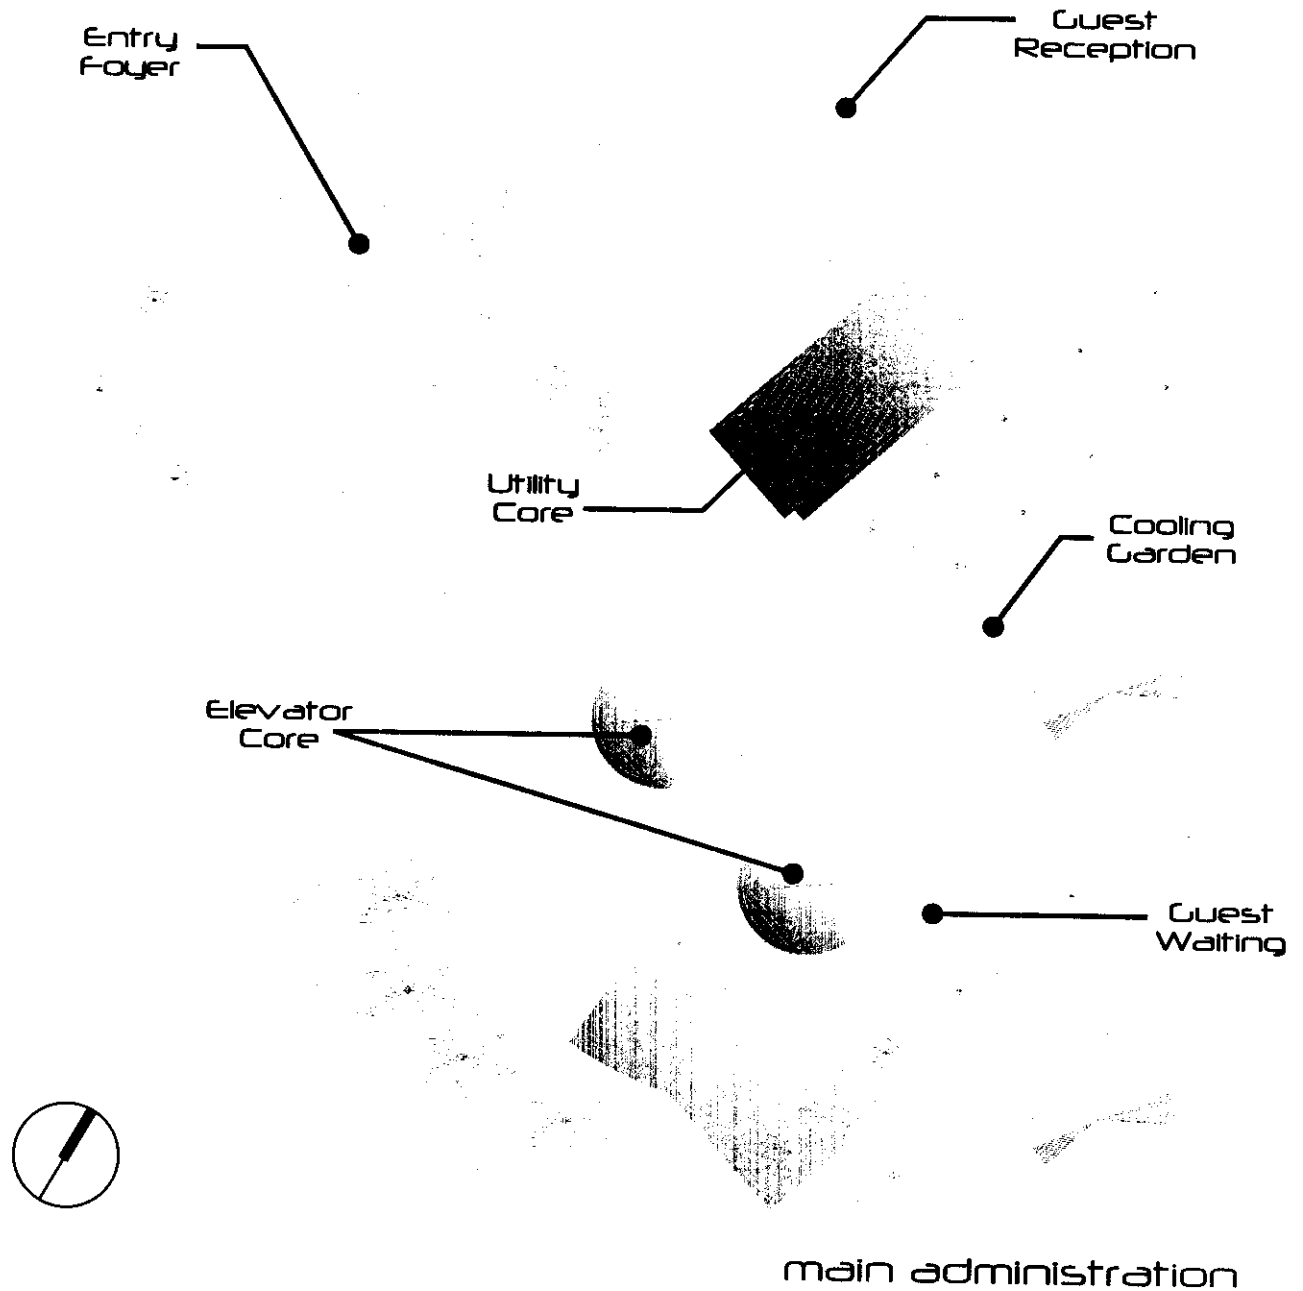 Entry
Foyer
Guest
Reception
Utility
Core
Cooling
Garden
Elevator
Core
Guest
Waiting
main administration